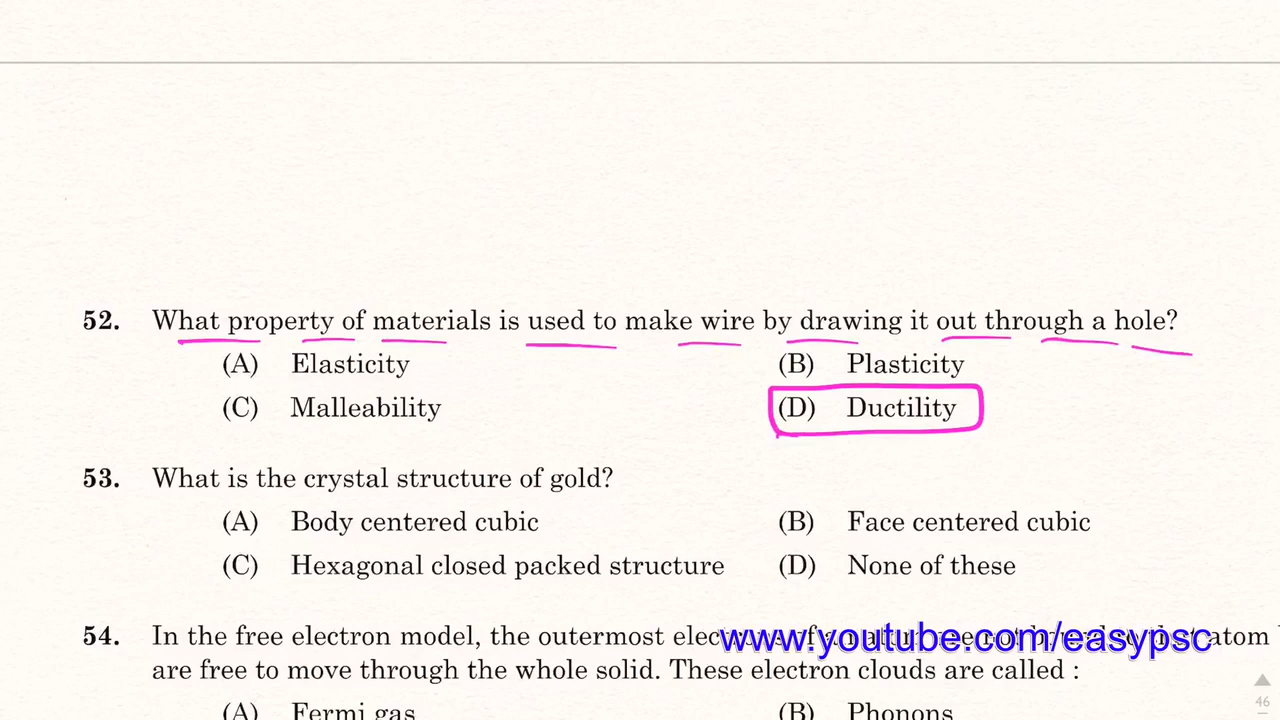 52. What property of materials is used to make wire by drawing it out through a hole?
(A) Elasticity (B) Plasticity
(C) Malleability (D) Ductility
53. What is the crystal structure of gold?
(A) Body centered cubic (B) Face centered cubic
(C) Hexagonal closed packed structure (D) None of these
54. In the free electron model, the outermost atom
www.youtube.com/easypsc
are free to move through the whole solid. These electron clouds are called :
(A) Fermi gas (B) Phonons
46